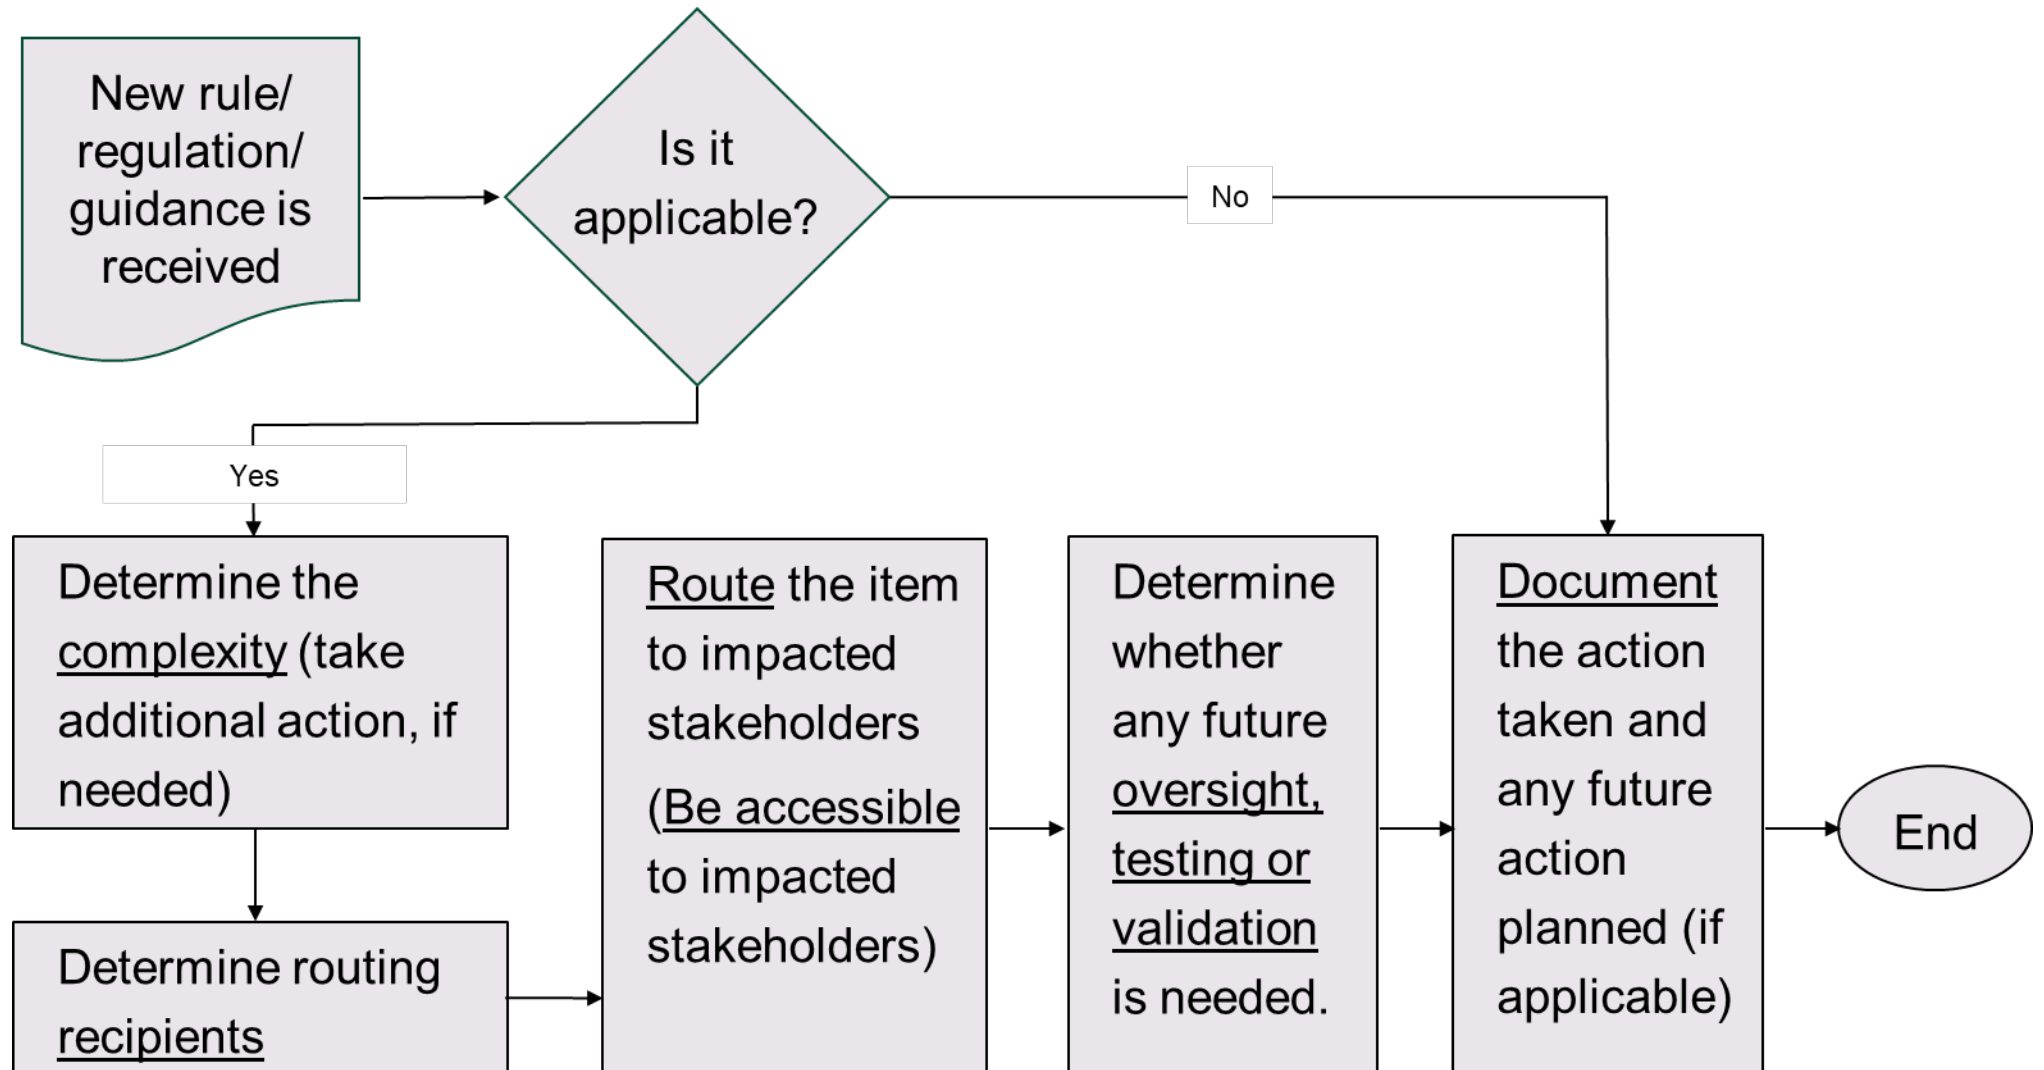 New rule/
regulation/
guidance is
received
Is it
applicable?
No
Yes
Determine the
complexity (take
additional action, if
needed)
Determine routing
recipients
Route the item
to impacted
stakeholders
(Be accessible
to impacted
stakeholders)
Determine
whether
any future
oversight,
testing or
validation
is needed.
Document
the action
taken and
any future
action
planned (if
applicable)
End